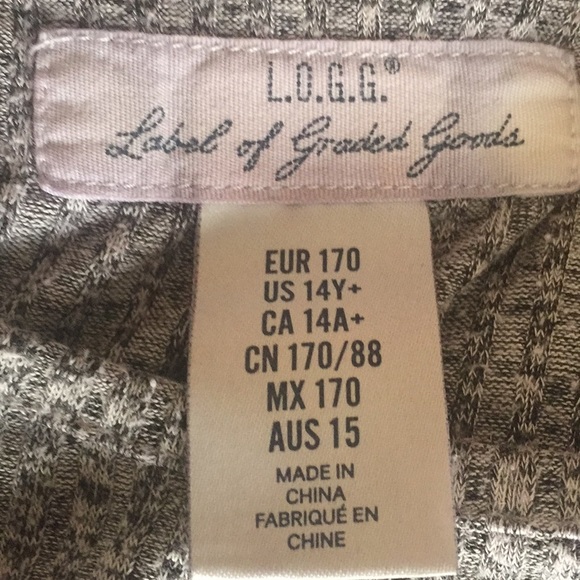 L.O.G.G.®
Label of Graded Goods
EUR 170
US 14Y+
CA 14A+
CN 170/88
MX 170
AUS 15
MADE IN
CHINA
FABRIQUÉ EN
CHINE